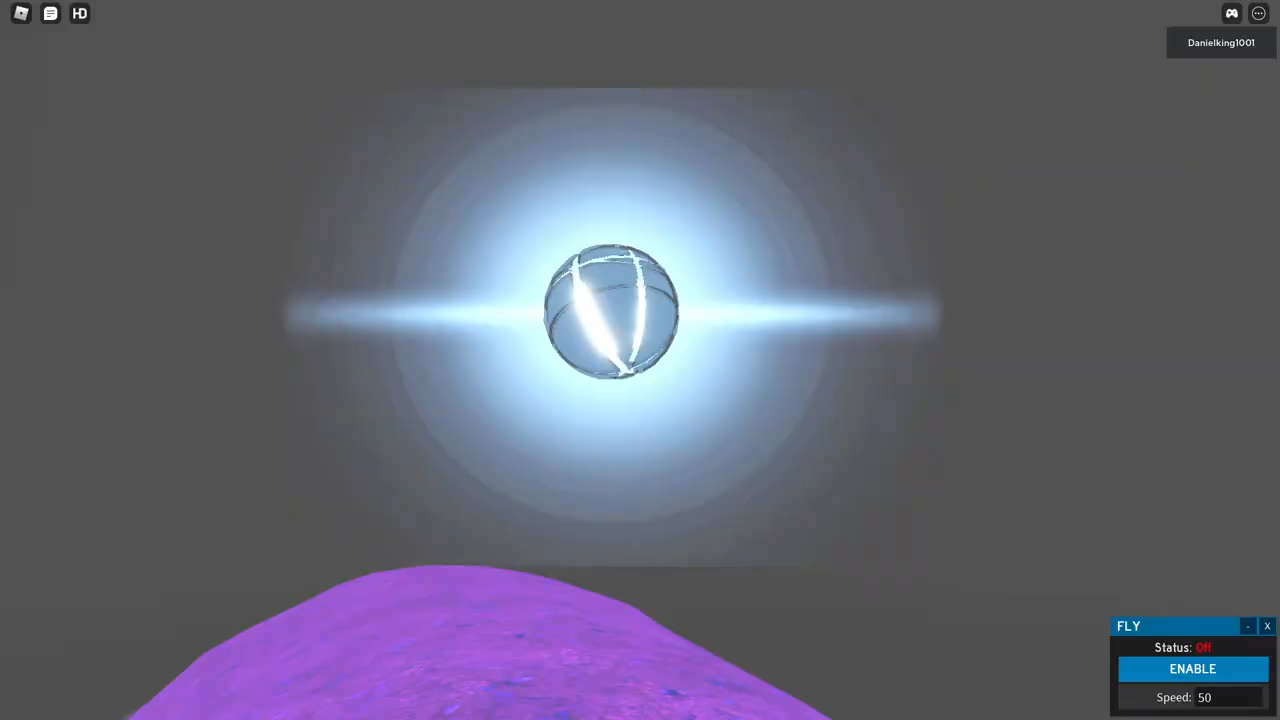 HD
Danielking1001
FLY - X
Status: Off
ENABLE
Speed: 50